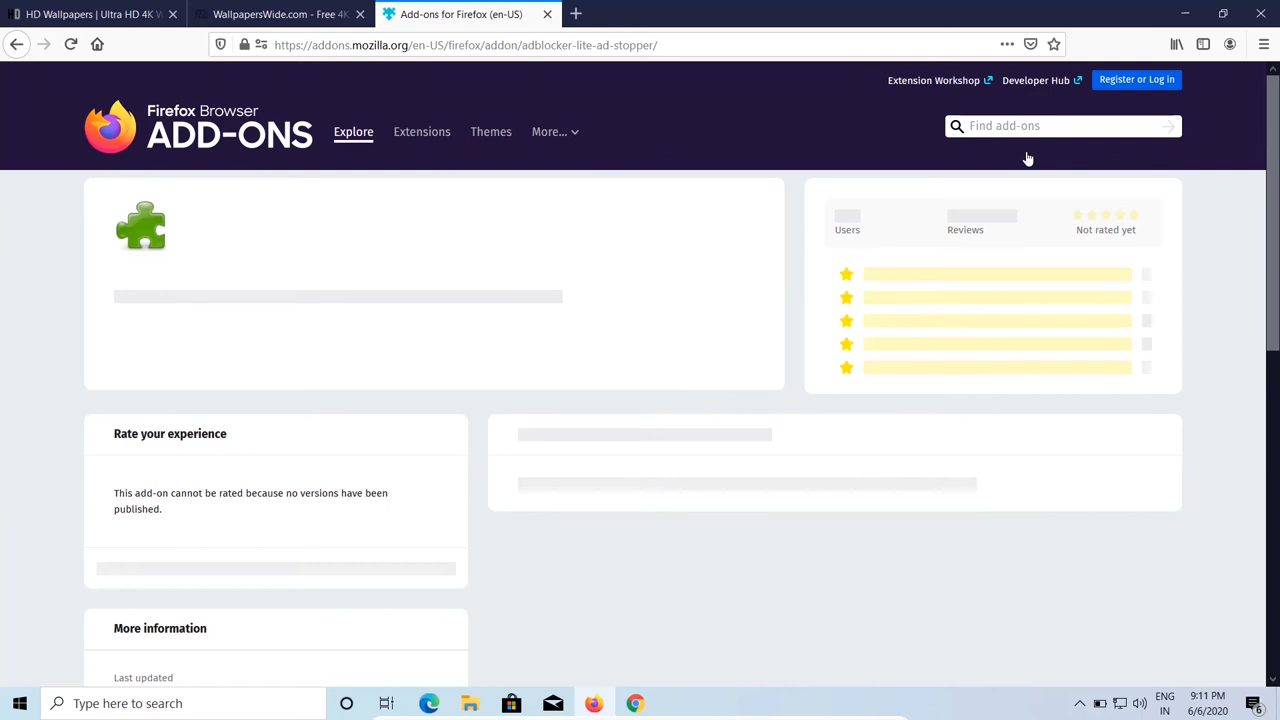 HD Wallpapers | Ultra HD 4K W
WallpapersWide.com - Free 4K
Add-ons for Firefox (en-US)
https://addons.mozilla.org/en-US/firefox/addon/adblocker-lite-ad-stopper/
Extension Workshop
Developer Hub
Register or Log in
Firefox Browser
ADD-ONS
Explore
Extensions
Themes
More...
Find add-ons
Users
Reviews
Not rated yet
Rate your experience
This add-on cannot be rated because no versions have been
published.
More information
Last updated
Type here to search
ENG
IN
9:11 PM
6/6/2020
6